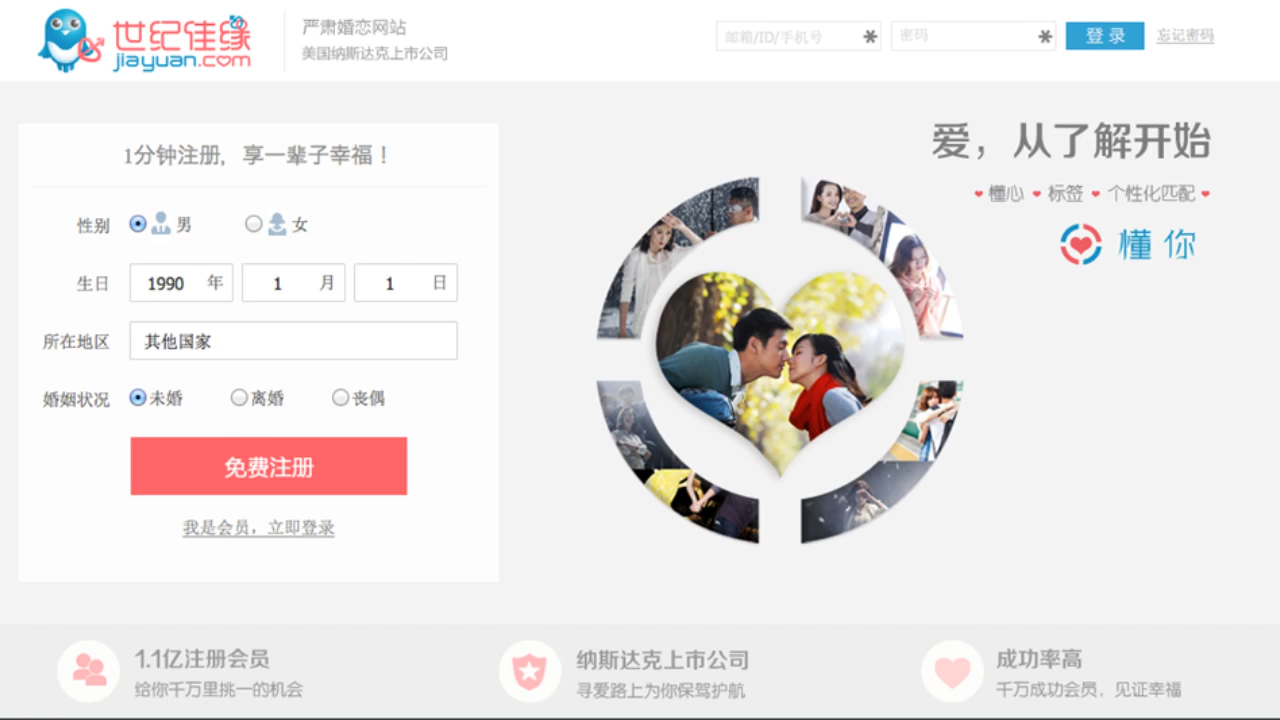 世纪佳缘
jiayuan.com
严肃婚恋网站
美国纳斯达克上市公司
邮箱/ID/手机号
密码
登录
忘记密码
1分钟注册，享一辈子幸福！
性别 男 女
生日 1990 年 1 月 1 日
所在地区 其他国家
婚姻状况 未婚 离婚 丧偶
免费注册
我是会员，立即登录
爱，从了解开始
懂心 标签 个性化匹配
懂你
1.1亿注册会员
给你千万里挑一的机会
纳斯达克上市公司
寻爱路上为你保驾护航
成功率高
千万成功会员，见证幸福